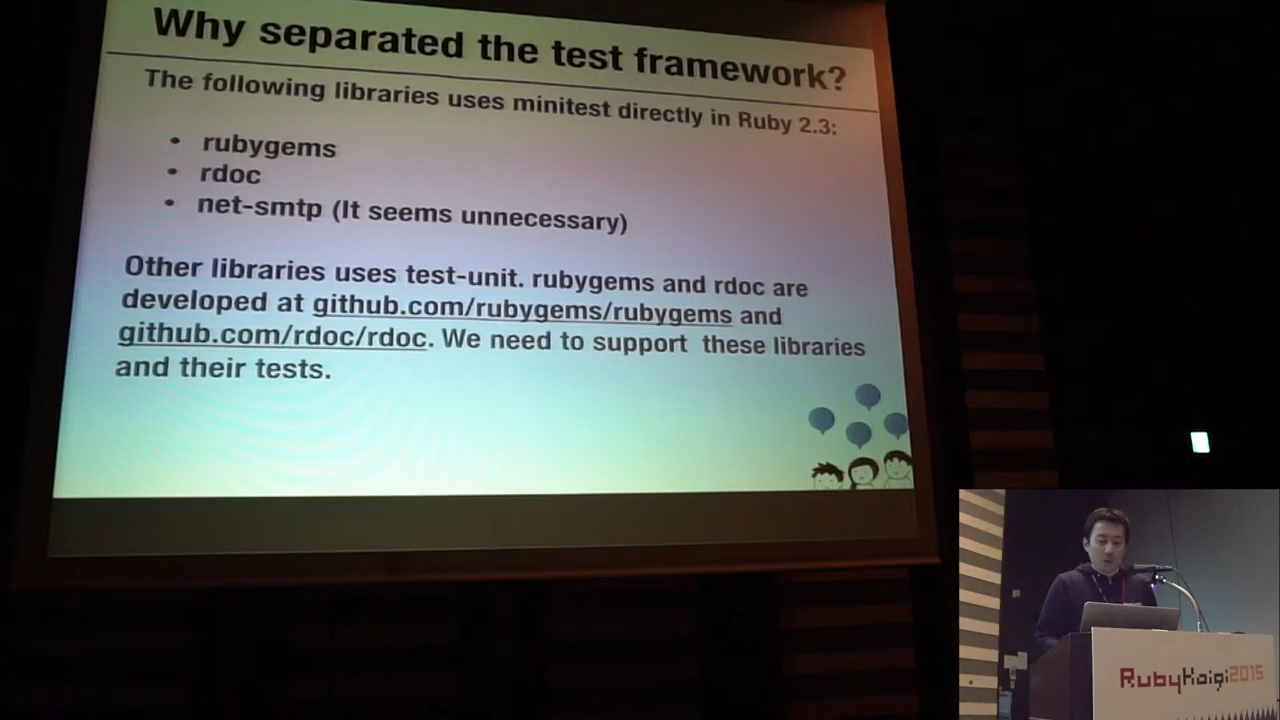 Why separated the test framework?
The following libraries uses minitest directly in Ruby 2.3:
• rubygems
• rdoc
• net-smtp (It seems unnecessary)
Other libraries uses test-unit. rubygems and rdoc are
developed at github.com/rubygems/rubygems and
github.com/rdoc/rdoc. We need to support these libraries
and their tests.
RubyKaigi2015